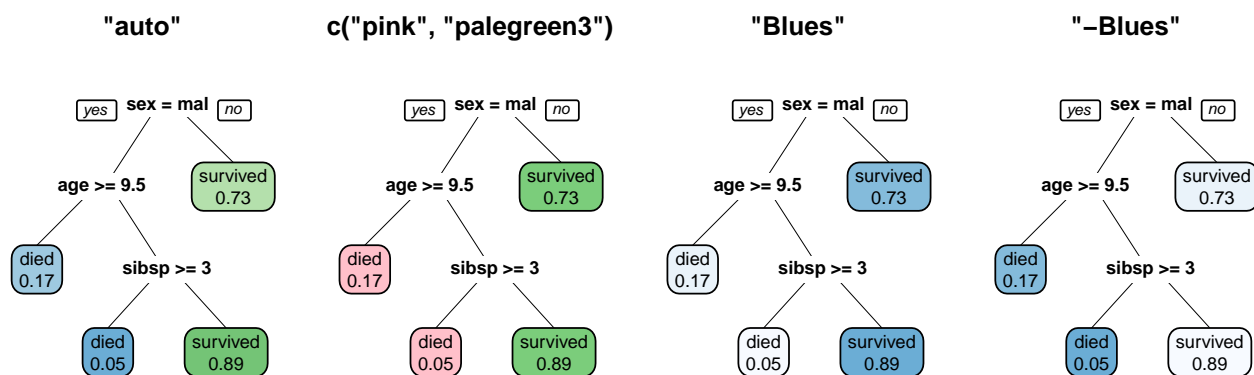 "auto"
yes sex = mal no
survived
0.73
age >= 9.5
died
0.17
sibsp >= 3
died
0.05
survived
0.89
c("pink", "palegreen3")
yes sex = mal no
survived
0.73
age >= 9.5
died
0.17
sibsp >= 3
died
0.05
survived
0.89
"Blues"
yes sex = mal no
survived
0.73
age >= 9.5
died
0.17
sibsp >= 3
died
0.05
survived
0.89
"−Blues"
yes sex = mal no
survived
0.73
age >= 9.5
died
0.17
sibsp >= 3
died
0.05
survived
0.89